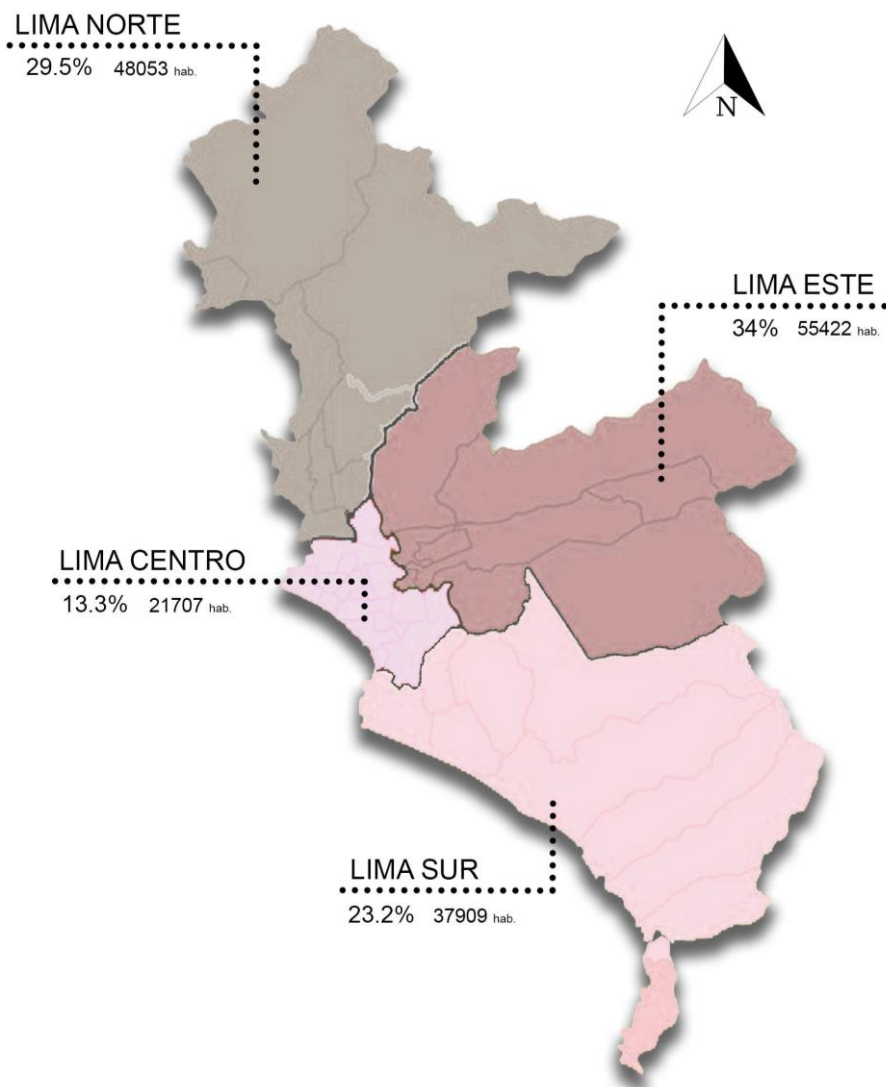 LIMA NORTE
29.5% 48053 hab.
N
LIMA ESTE
34% 55422 hab.
LIMA CENTRO
13.3% 21707 hab.
LIMA SUR
23.2% 37909 hab.